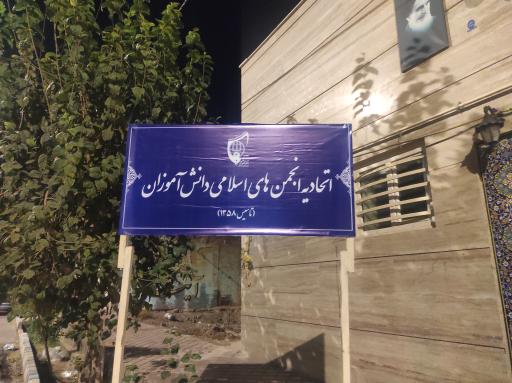 اتحادیه انجمن های اسلامی دانش آموزان
(تاسیس ۱۳۵۸)